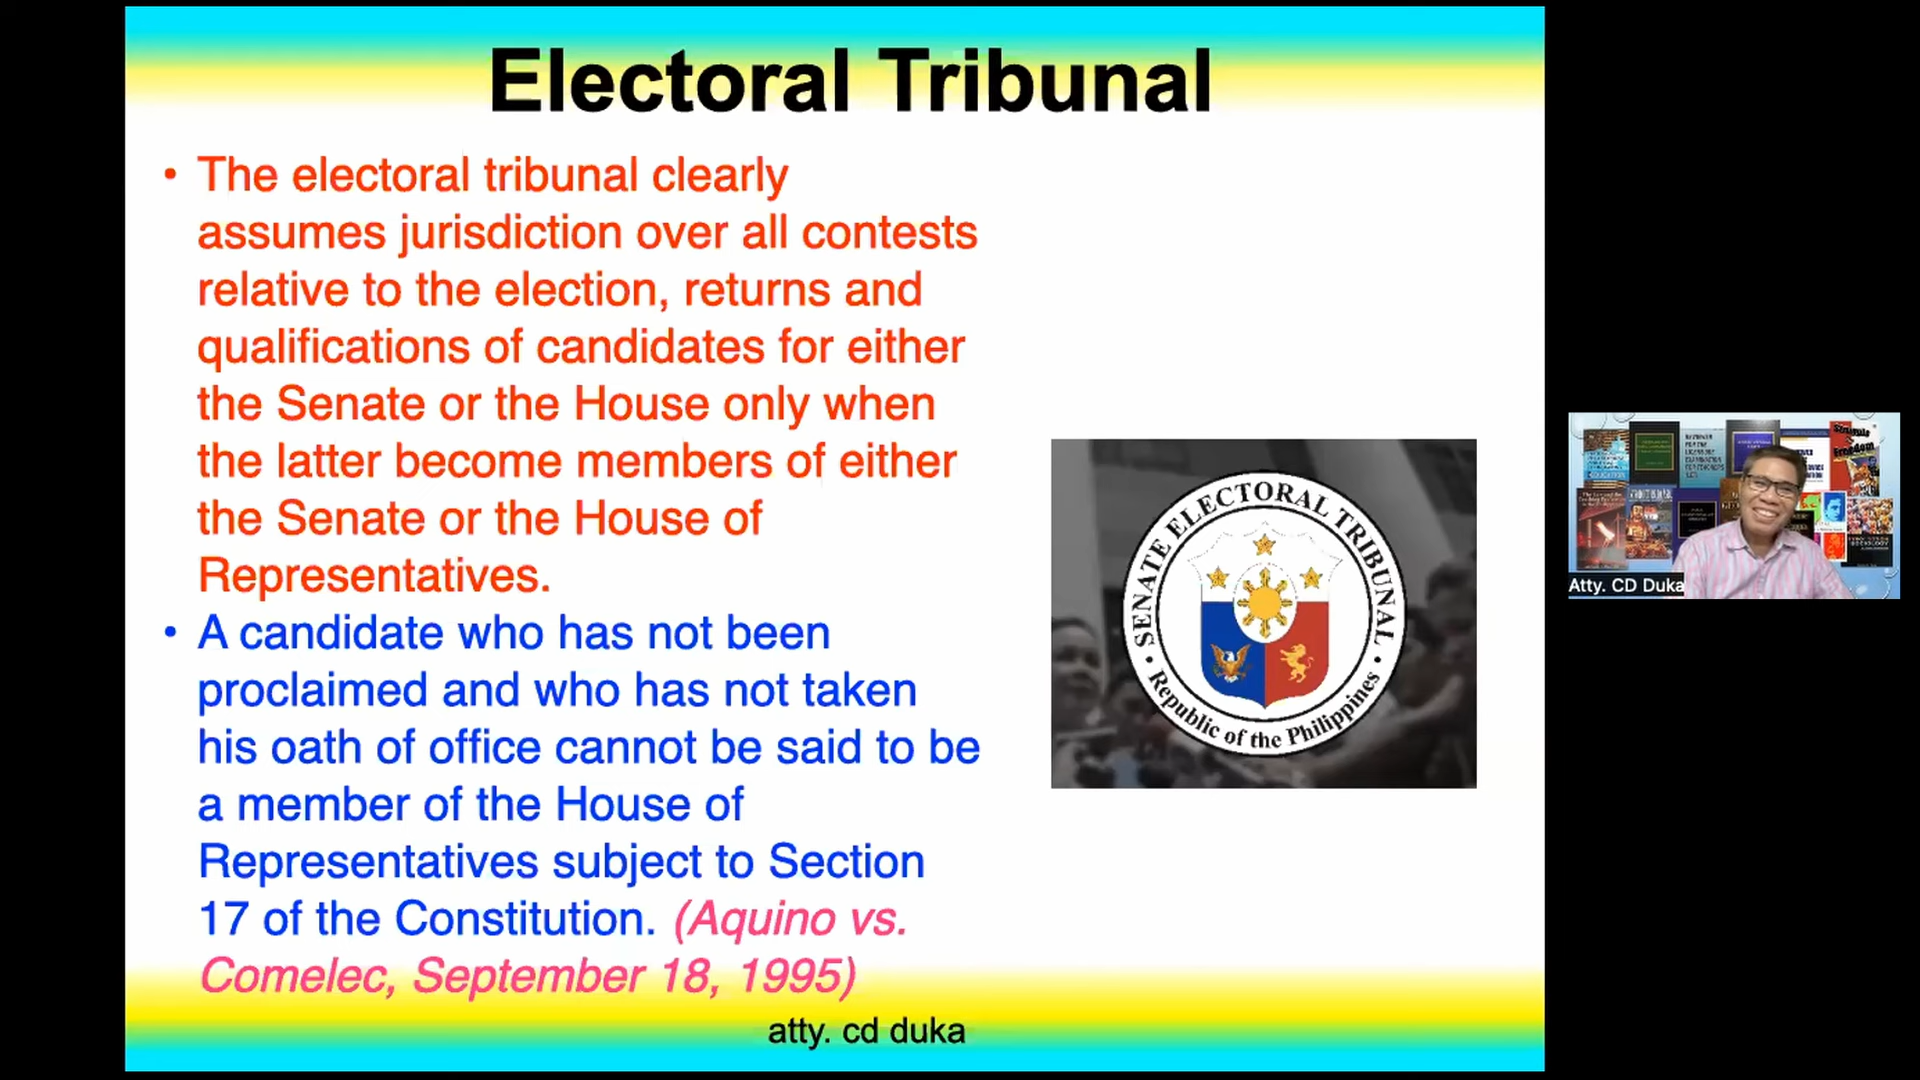 Electoral Tribunal
• The electoral tribunal clearly
assumes jurisdiction over all contests
relative to the election, returns and
qualifications of candidates for either
the Senate or the House only when
the latter become members of either
the Senate or the House of
Representatives.
• A candidate who has not been
proclaimed and who has not taken
his oath of office cannot be said to be
a member of the House of
Representatives subject to Section
17 of the Constitution. (Aquino vs.
Comelec, September 18, 1995)
atty. cd duka
SENATE ELECTORAL TRIBUNAL
Republic of the Philippines
Atty. CD Duka